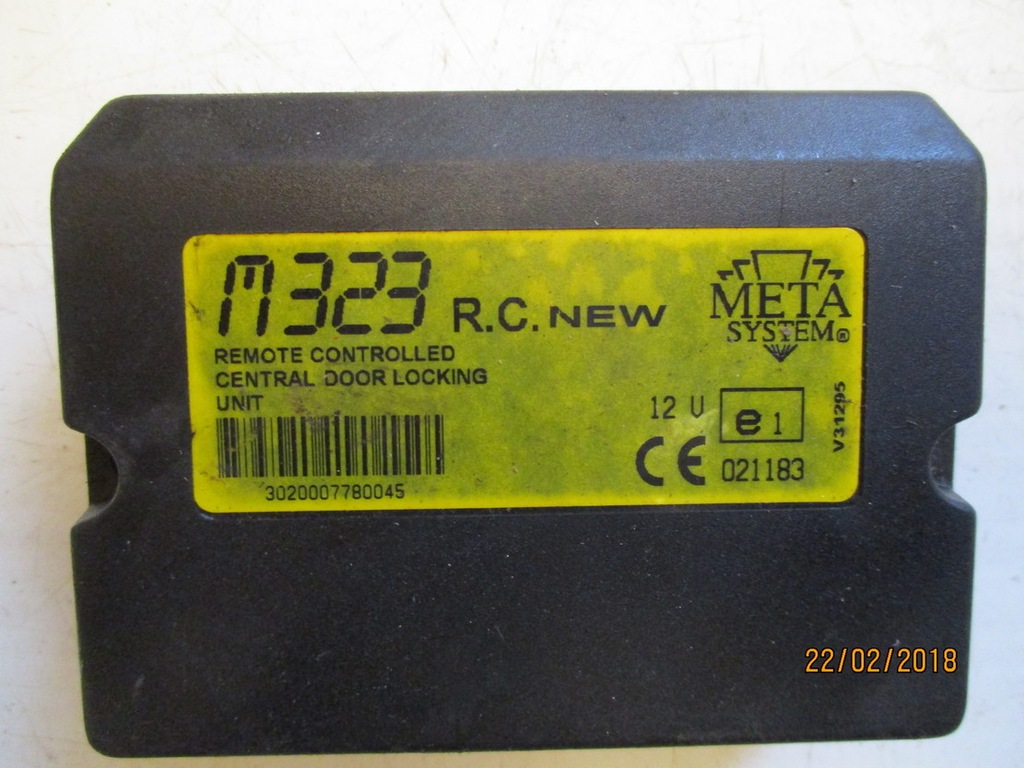 M323 R.C. NEW
META
SYSTEM®
REMOTE CONTROLLED
CENTRAL DOOR LOCKING
UNIT
12 V
e1
V31295
CE
021183
3020007780045
22/02/2018